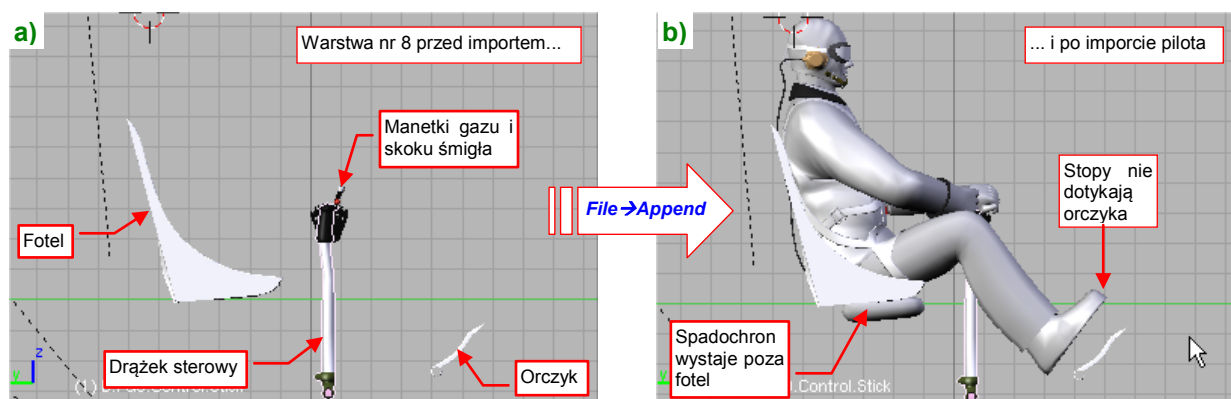 a)
Warstwa nr 8 przed importem...
Manetki gazu i
skoku śmigła
Fotel
Drążek sterowy
Orczyk
z
y
File→Append
b)
... i po imporcie pilota
Stopy nie
dotykają
orczyka
Spadochron
wystaje poza
fotel
y
.Control.Stick